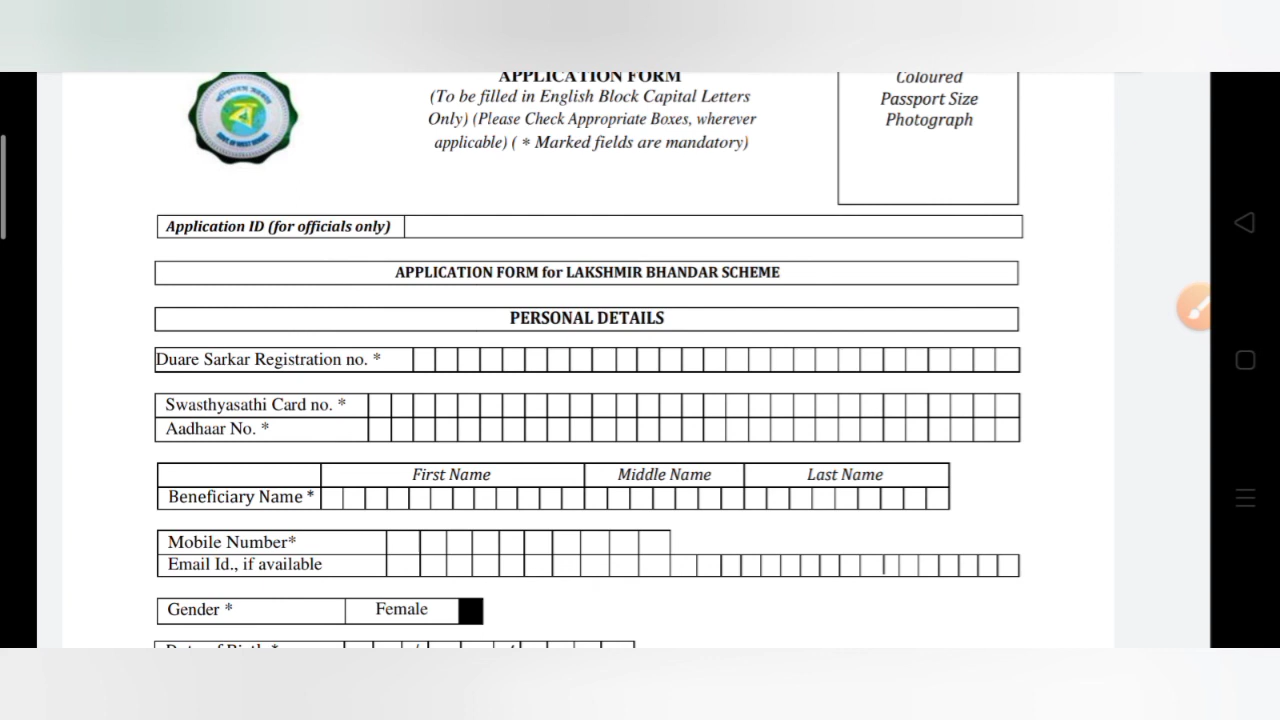 APPLICATION FORM
(To be filled in English Block Capital Letters
Only) (Please Check Appropriate Boxes, wherever
applicable) ( * Marked fields are mandatory)
Coloured
Passport Size
Photograph
Application ID (for officials only)
APPLICATION FORM for LAKSHMIR BHANDAR SCHEME
PERSONAL DETAILS
Duare Sarkar Registration no. *
Swasthyasathi Card no. *
Aadhaar No. *
First Name Middle Name Last Name
Beneficiary Name *
Mobile Number*
Email Id., if available
Gender * Female
Date of Birth *